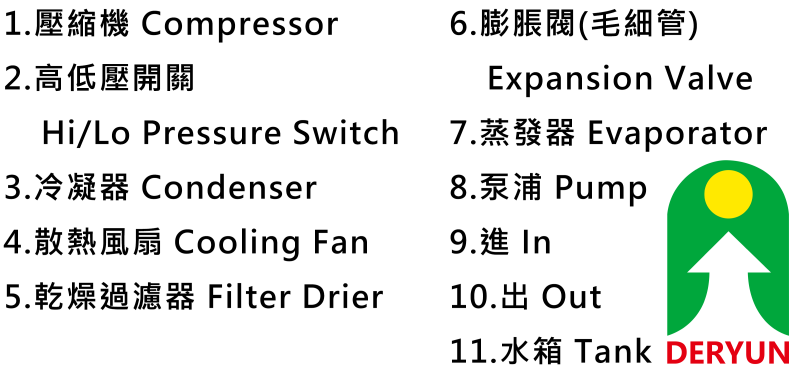 1.壓縮機 Compressor
2.高低壓開關
Hi/Lo Pressure Switch
3.冷凝器 Condenser
4.散熱風扇 Cooling Fan
5.乾燥過濾器 Filter Drier
6.膨脹閥(毛細管)
Expansion Valve
7.蒸發器 Evaporator
8.泵浦 Pump
9.進 In
10.出 Out
11.水箱 Tank
DERYUN